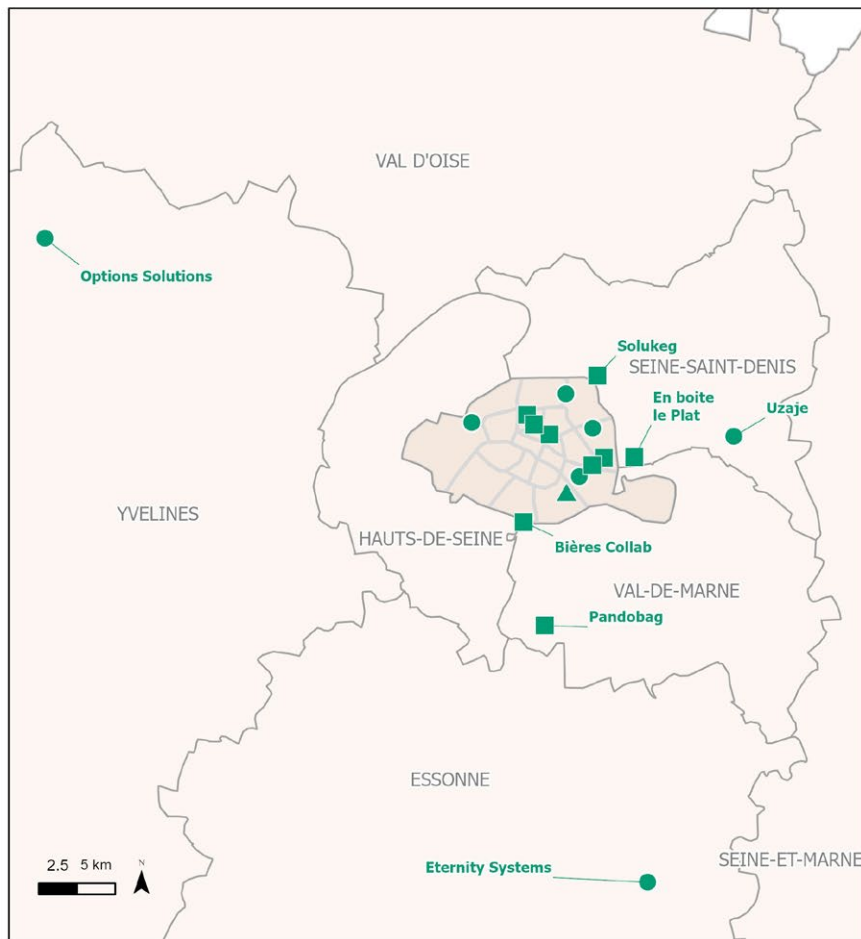 VAL D'OISE
Options Solutions
Solukeg
SEINE-SAINT-DENIS
En boite
le Plat
Uzaje
YVELINES
HAUTS-DE-SEINE
Bières Collab
VAL-DE-MARNE
Pandobag
ESSONNE
2.5 5 km
N
SEINE-ET-MARNE
Eternity Systems